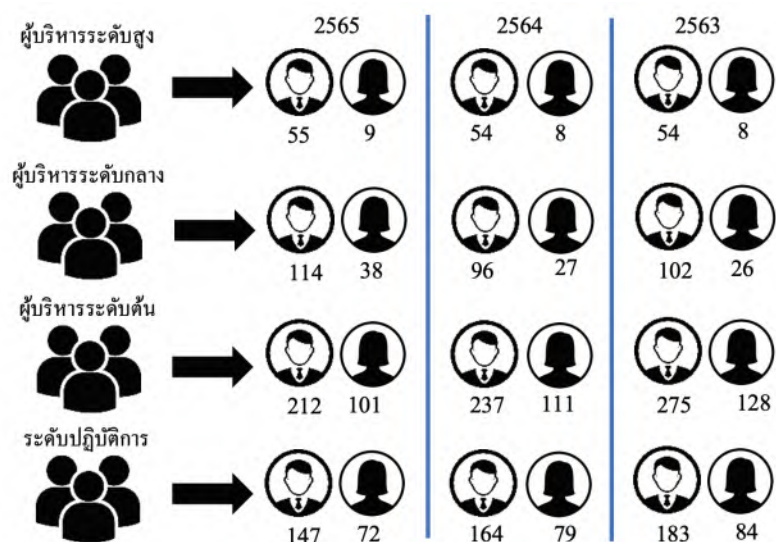 2565 2564 2563
ผู้บริหารระดับสูง
55 9 54 8 54 8
ผู้บริหารระดับกลาง
114 38 96 27 102 26
ผู้บริหารระดับต้น
212 101 237 111 275 128
ระดับปฏิบัติการ
147 72 164 79 183 84